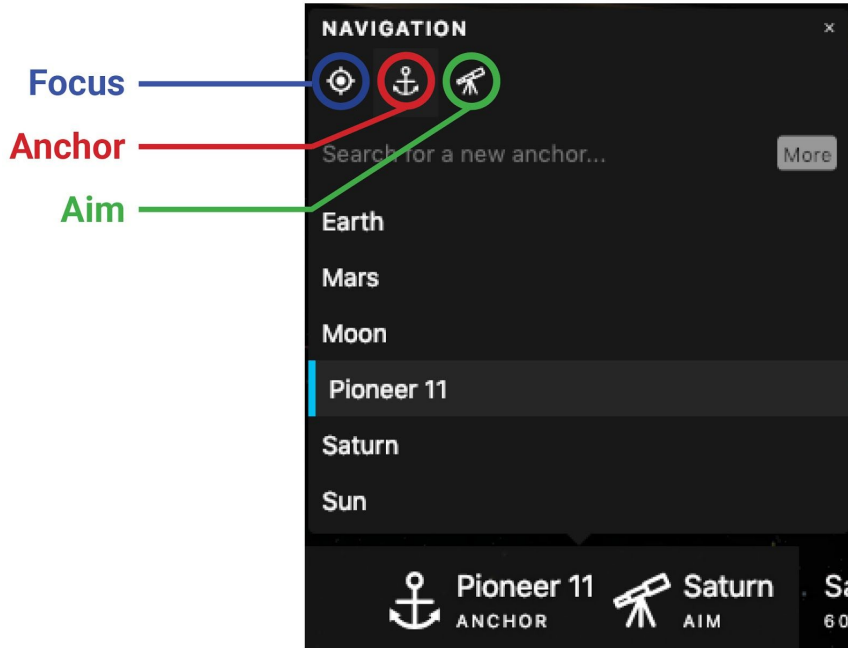 NAVIGATION
×
Focus
Anchor
Search for a new anchor...
More
Aim
Earth
Mars
Moon
Pioneer 11
Saturn
Sun
Pioneer 11
ANCHOR
Saturn
AIM